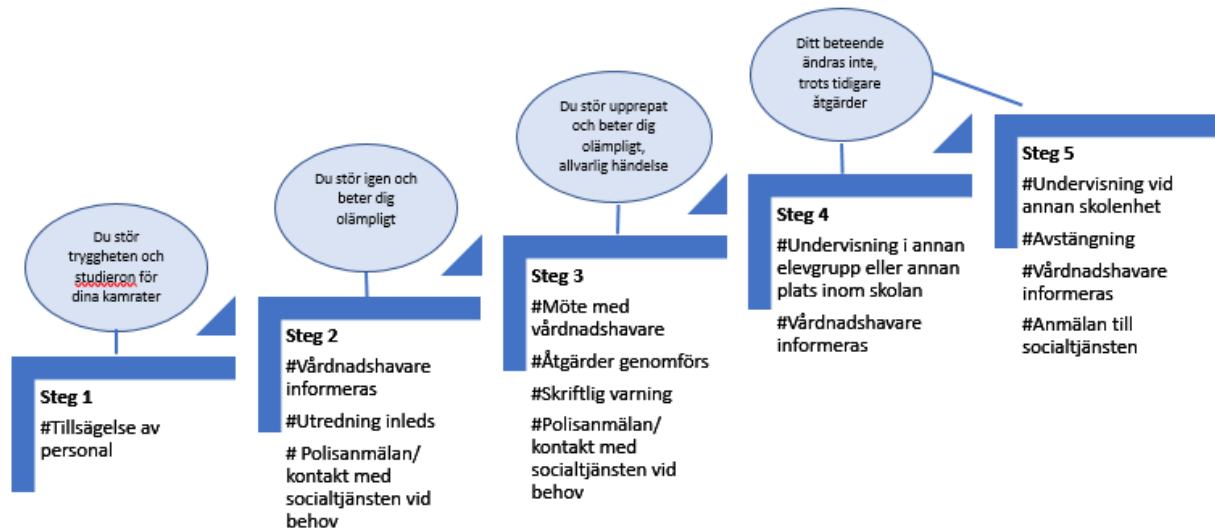 Du stör
tryggheten och
studieron för
dina kamrater
Steg 1
#Tillsägelse av
personal
Du stör igen och
beter dig
olämpligt
Steg 2
#Vårdnadshavare
informeras
#Utredning inleds
# Polisanmälan/
kontakt med
socialtjänsten vid
behov
Du stör upprepat
och beter dig
olämpligt,
allvarlig händelse
Steg 3
#Möte med
vårdnadshavare
#Åtgärder genomförs
#Skriftlig varning
#Polisanmälan/
kontakt med
socialtjänsten vid
behov
Ditt beteende
ändras inte,
trots tidigare
åtgärder
Steg 4
#Undervisning i annan
elevgrupp eller annan
plats inom skolan
#Vårdnadshavare
informeras
Steg 5
#Undervisning vid
annan skolenhet
#Avstängning
#Vårdnadshavare
informeras
#Anmälan till
socialtjänsten